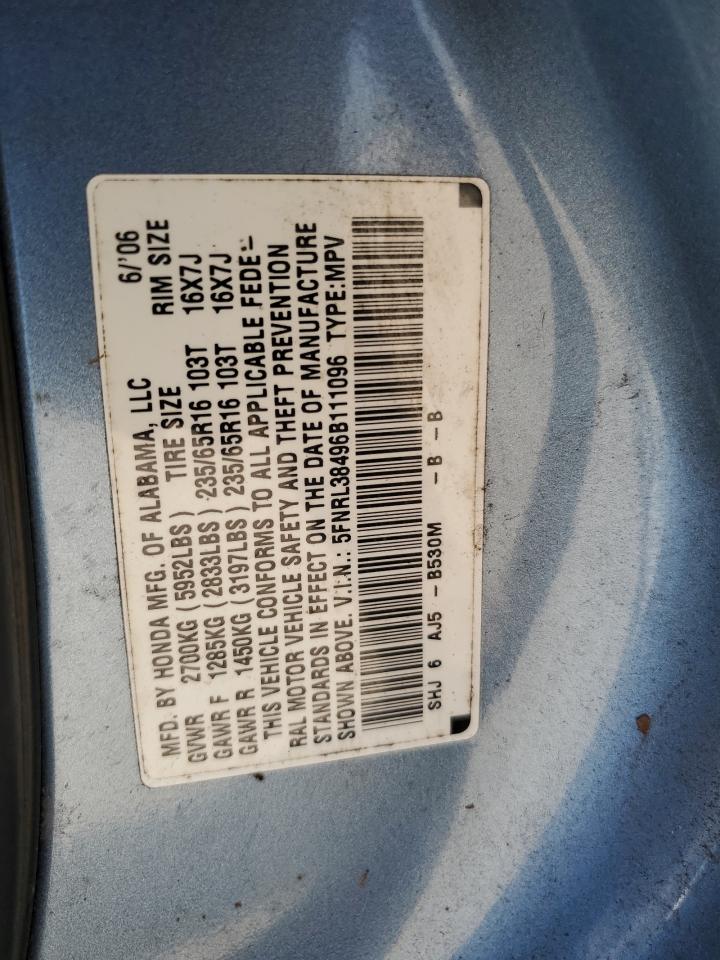 MFD. BY HONDA MFG. OF ALABAMA, LLC 6/'06
GVWR 2700KG (5952LBS) TIRE SIZE RIM SIZE
GAWR F 1285KG (2833LBS) 235/65R16 103T 16X7J
GAWR R 1450KG (3197LBS) 235/65R16 103T 16X7J
THIS VEHICLE CONFORMS TO ALL APPLICABLE FEDE-
RAL MOTOR VEHICLE SAFETY AND THEFT PREVENTION
STANDARDS IN EFFECT ON THE DATE OF MANUFACTURE
SHOWN ABOVE. V.I.N.: 5FNRL38496B111096 TYPE:MPV
SHJ 6 AJ5 -B530M -B -B